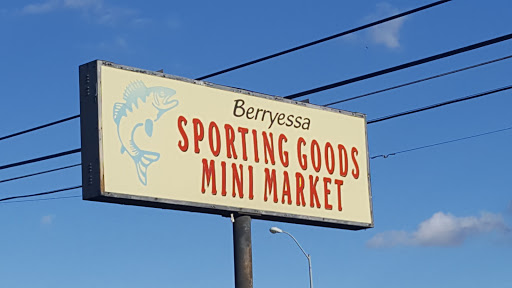 Berryessa
SPORTING GOODS
MINI MARKET